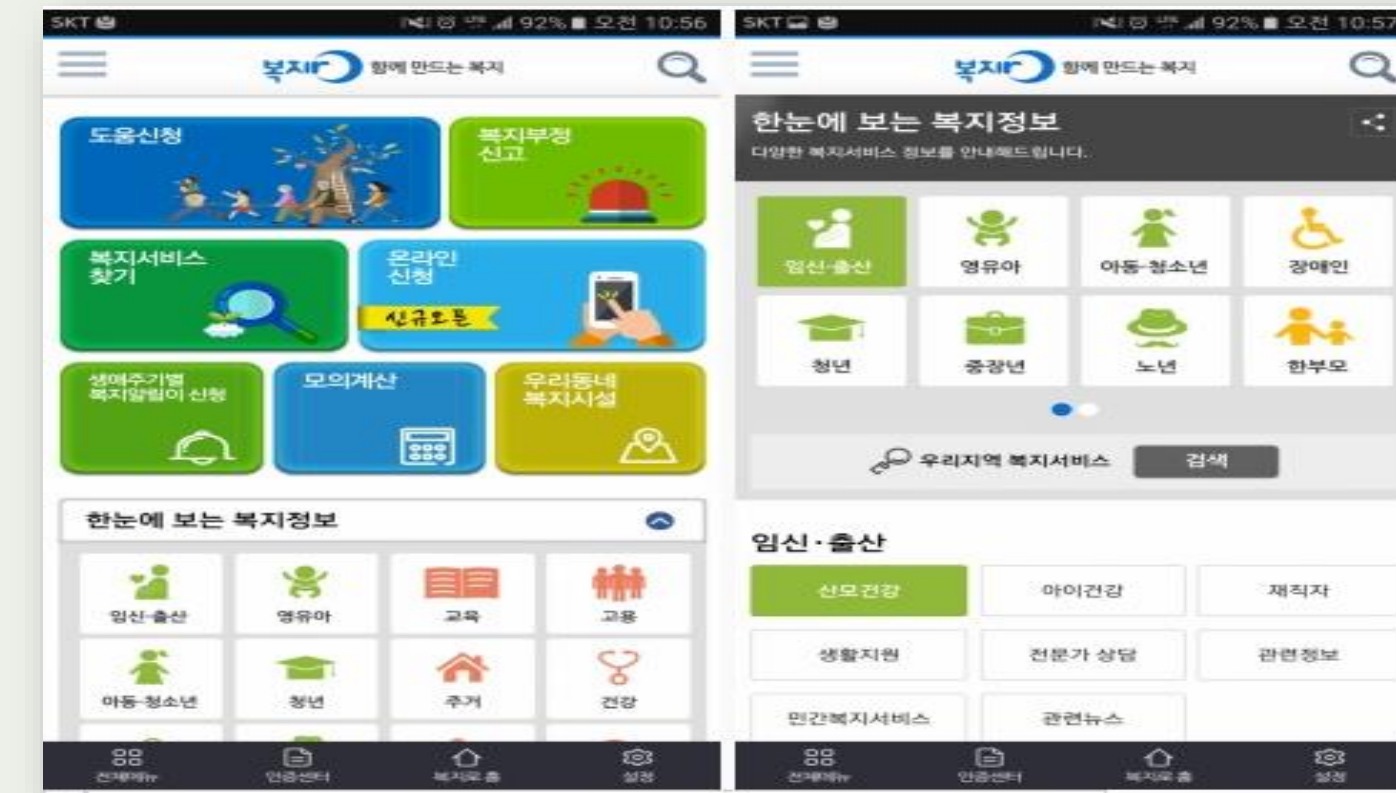 SKT 92% 오전 10:56
복지로 함께 만드는 복지
도움신청
복지부정
신고
복지서비스
찾기
온라인
신청
신규오픈
생애주기별
복지알림이 신청
모의계산
우리동네
복지시설
한눈에 보는 복지정보
임신·출산 영유아 교육 고용
아동·청소년 청년 주거 건강
전체메뉴 인증센터 복지로 홈 설정
SKT 92% 오전 10:57
복지로 함께 만드는 복지
한눈에 보는 복지정보
다양한 복지서비스 정보를 안내해드립니다.
임신·출산 영유아 아동·청소년 장애인
청년 중장년 노년 한부모
우리지역 복지서비스 검색
임신·출산
산모건강 아이건강 재직자
생활지원 전문가 상담 관련정보
민간복지서비스 관련뉴스
전체메뉴 인증센터 복지로 홈 설정